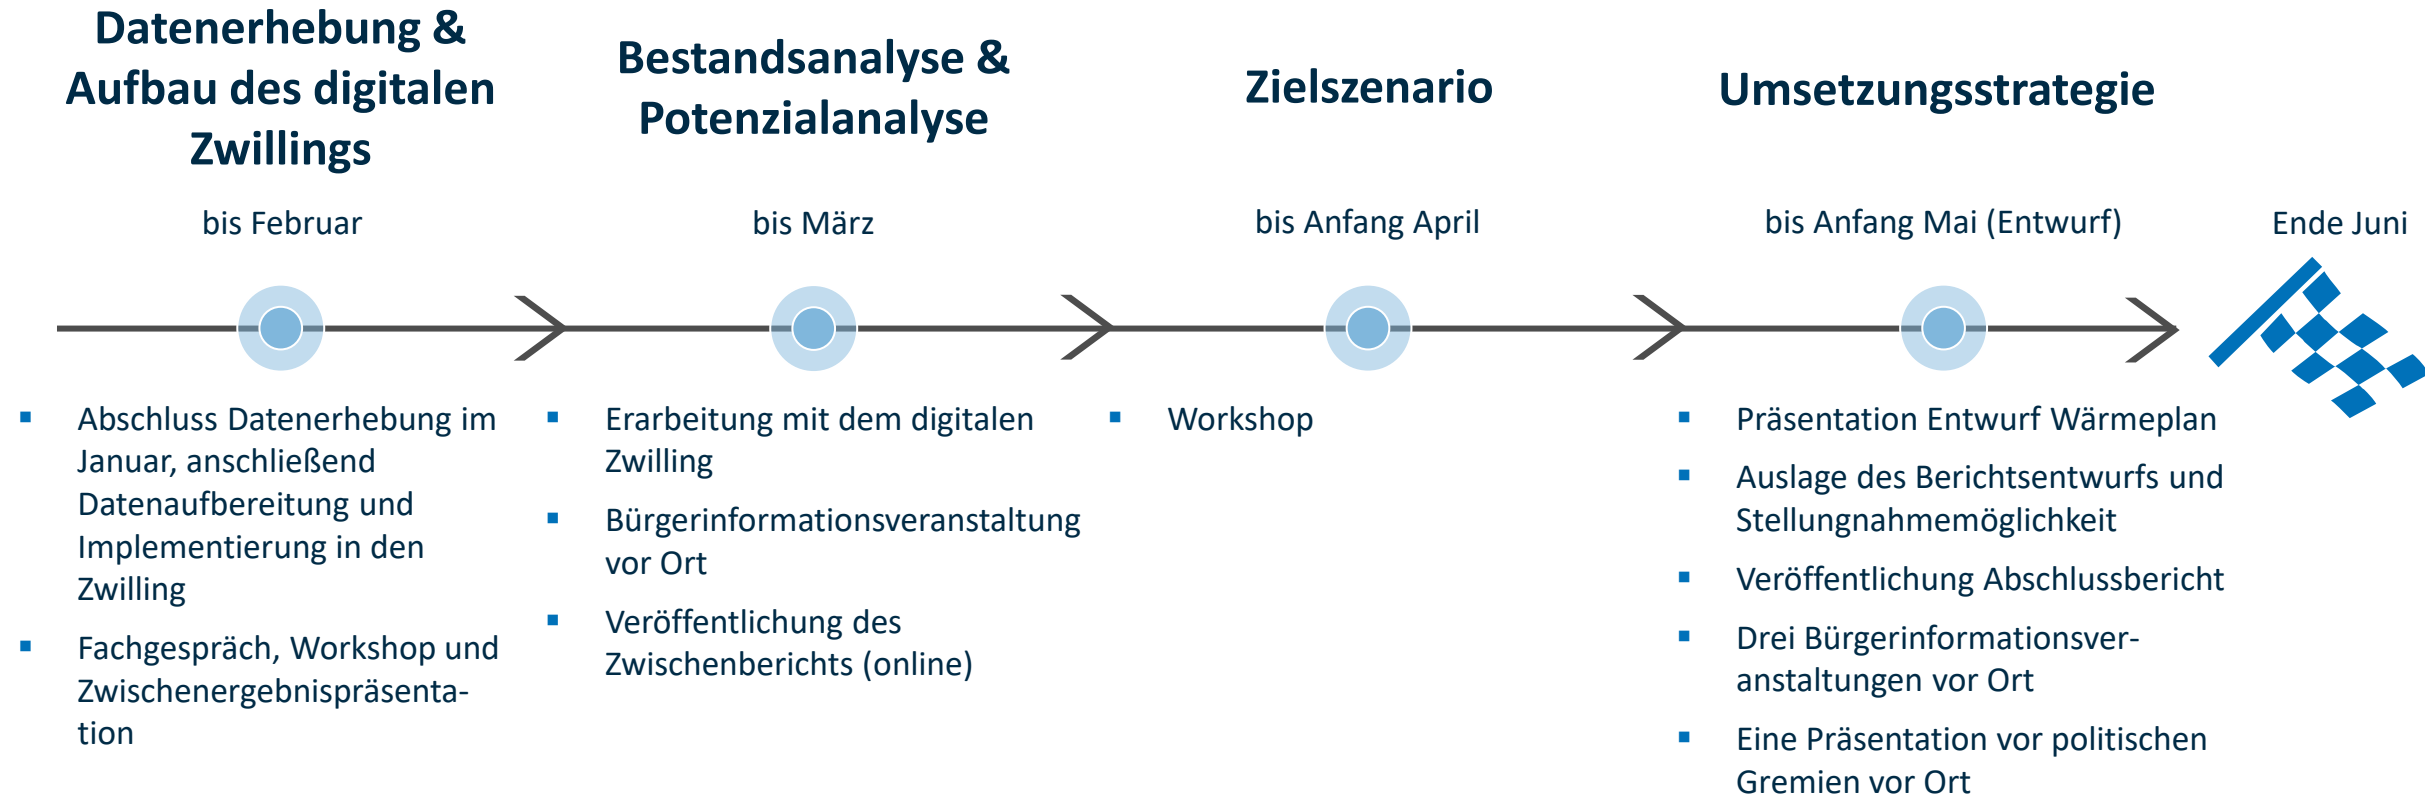 Datenerhebung &
Aufbau des digitalen
Zwillings
bis Februar
▪ Abschluss Datenerhebung im
Januar, anschließend
Datenaufbereitung und
Implementierung in den
Zwilling
▪ Fachgespräch, Workshop und
Zwischenergebnispräsenta-
tion
Bestandsanalyse &
Potenzialanalyse
bis März
▪ Erarbeitung mit dem digitalen
Zwilling
▪ Bürgerinformationsveranstaltung
vor Ort
▪ Veröffentlichung des
Zwischenberichts (online)
Zielszenario
bis Anfang April
▪ Workshop
Umsetzungsstrategie
bis Anfang Mai (Entwurf)
▪ Präsentation Entwurf Wärmeplan
▪ Auslage des Berichtsentwurfs und
Stellungnahmemöglichkeit
▪ Veröffentlichung Abschlussbericht
▪ Drei Bürgerinformationsver-
anstaltungen vor Ort
▪ Eine Präsentation vor politischen
Gremien vor Ort
Ende Juni